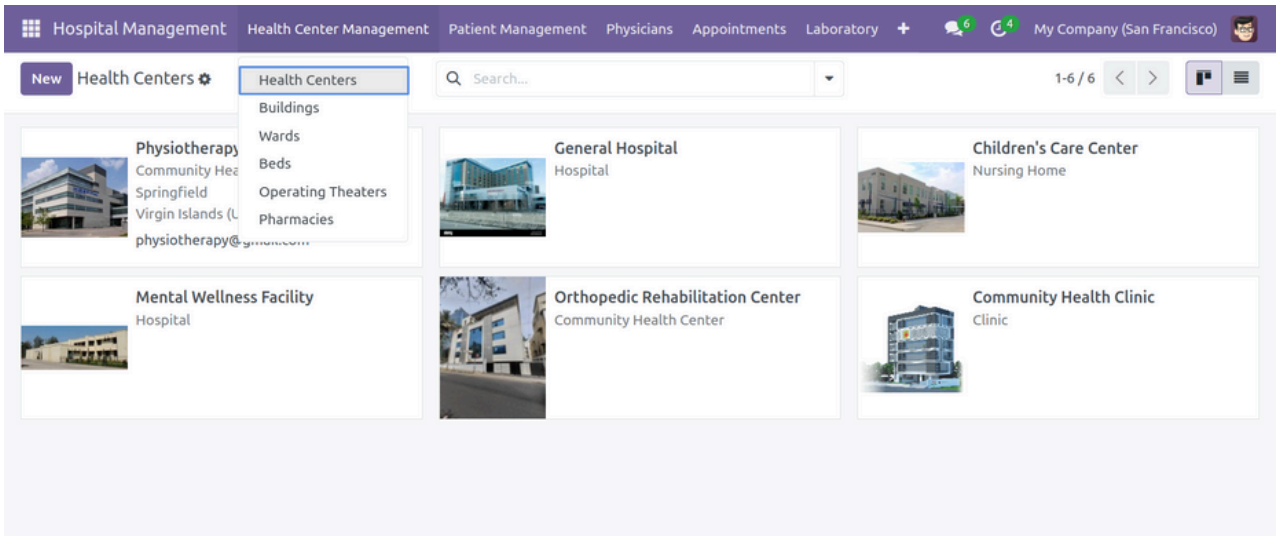 Hospital Management Health Center Management Patient Management Physicians Appointments Laboratory + 6 4 My Company (San Francisco)
New Health Centers Search... 1-6 / 6
Health Centers
Buildings
Wards
Beds
Operating Theaters
Pharmacies
Physiotherapy
Community
Springfield
Virgin Islands
General Hospital
Hospital
Children's Care Center
Nursing Home
Mental Wellness Facility
Hospital
Orthopedic Rehabilitation Center
Community Health Center
Community Health Clinic
Clinic